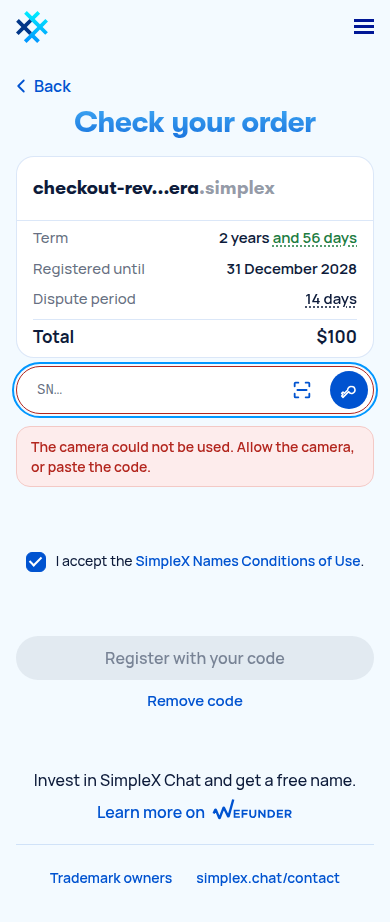 Back
Check your order
checkout-rev...era.simplex
Term 2 years and 56 days
Registered until 31 December 2028
Dispute period 14 days
Total $100
SN...
The camera could not be used. Allow the camera,
or paste the code.
I accept the SimpleX Names Conditions of Use.
Register with your code
Remove code
Invest in SimpleX Chat and get a free name.
Learn more on WEFUNDER
Trademark owners simplex.chat/contact